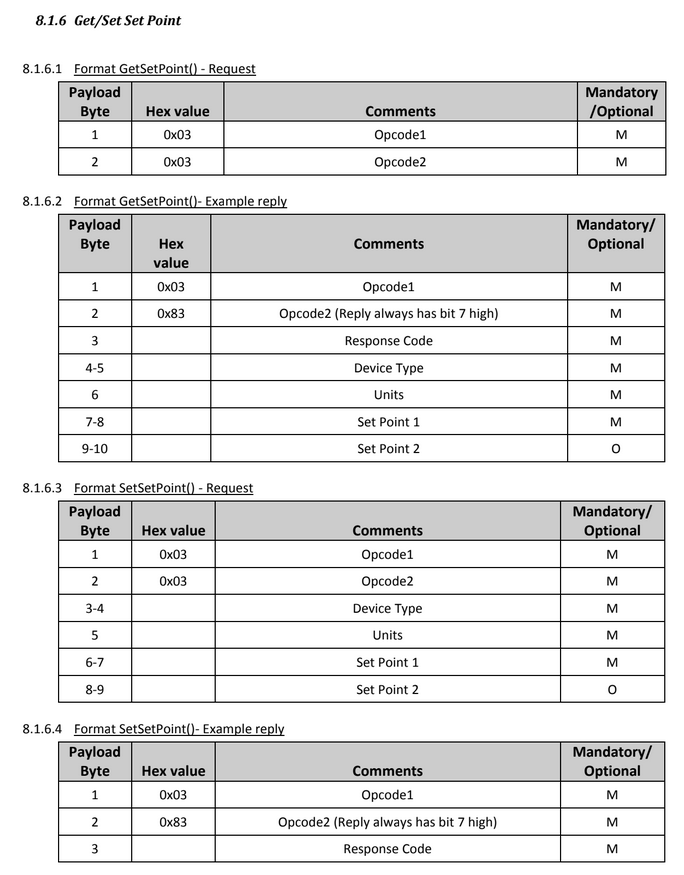 8.1.6 Get/Set Set Point
8.1.6.1 Format GetSetPoint() - Request
Payload Byte Hex value Comments Mandatory /Optional
1 0x03 Opcode1 M
2 0x03 Opcode2 M
8.1.6.2 Format GetSetPoint()- Example reply
Payload Byte Hex value Comments Mandatory/ Optional
1 0x03 Opcode1 M
2 0x83 Opcode2 (Reply always has bit 7 high) M
3 Response Code M
4-5 Device Type M
6 Units M
7-8 Set Point 1 M
9-10 Set Point 2 O
8.1.6.3 Format SetSetPoint() - Request
Payload Byte Hex value Comments Mandatory/ Optional
1 0x03 Opcode1 M
2 0x03 Opcode2 M
3-4 Device Type M
5 Units M
6-7 Set Point 1 M
8-9 Set Point 2 O
8.1.6.4 Format SetSetPoint()- Example reply
Payload Byte Hex value Comments Mandatory/ Optional
1 0x03 Opcode1 M
2 0x83 Opcode2 (Reply always has bit 7 high) M
3 Response Code M